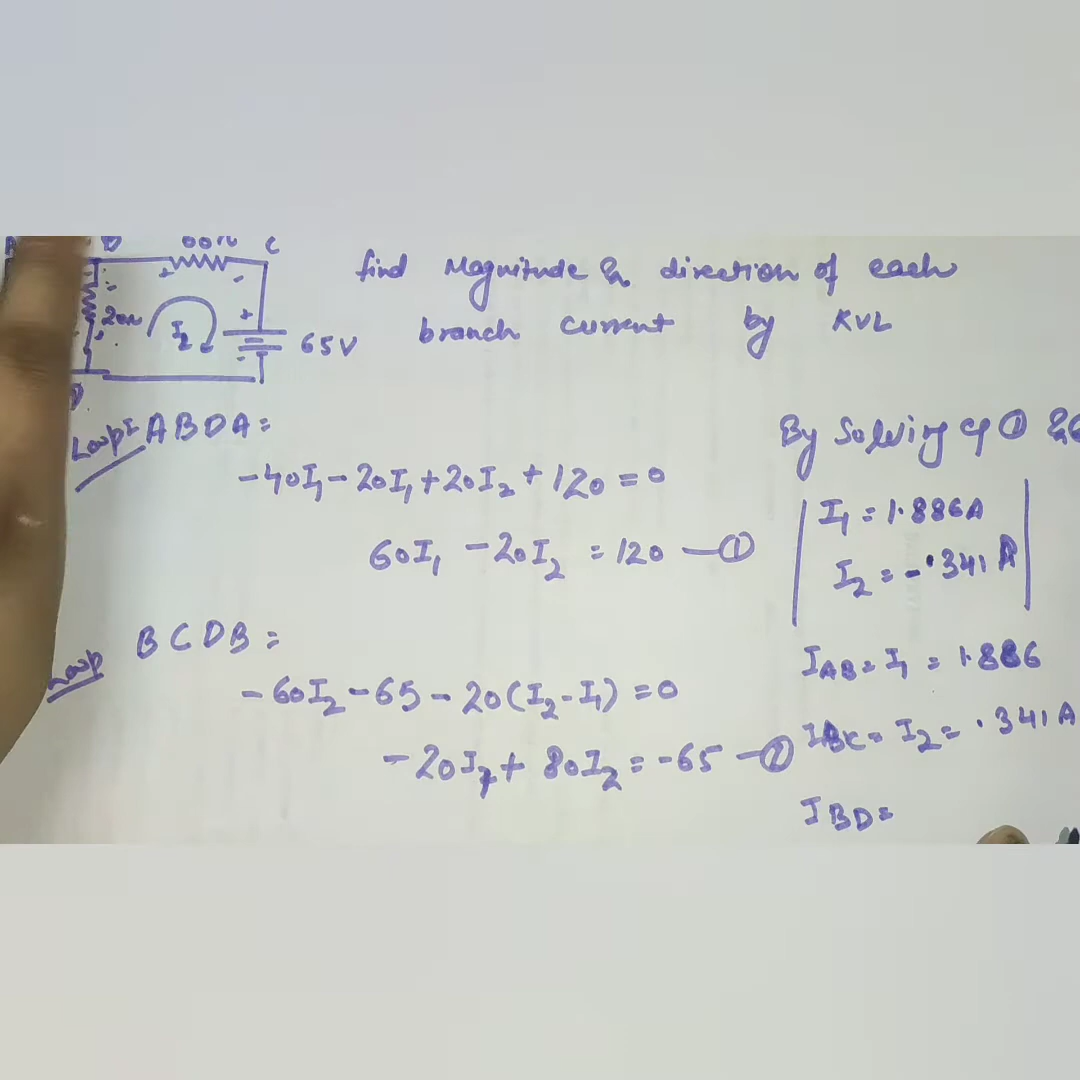 C
find Magnitude & direction of each
branch current by KVL
20Ω
I2
65V
D
Loop ABDA =
-40I1 - 20I1 + 20I2 + 120 = 0
60I1 - 20I2 = 120 —①
Loop BCDB =
-60I2 - 65 - 20(I2 - I1) = 0
-20I1 + 80I2 = -65 —②
By Solving eq ① &
I1 = 1.886A
I2 = -.341 A
IAB = I1 = 1.886
IBC = I2 = .341 A
IBD =